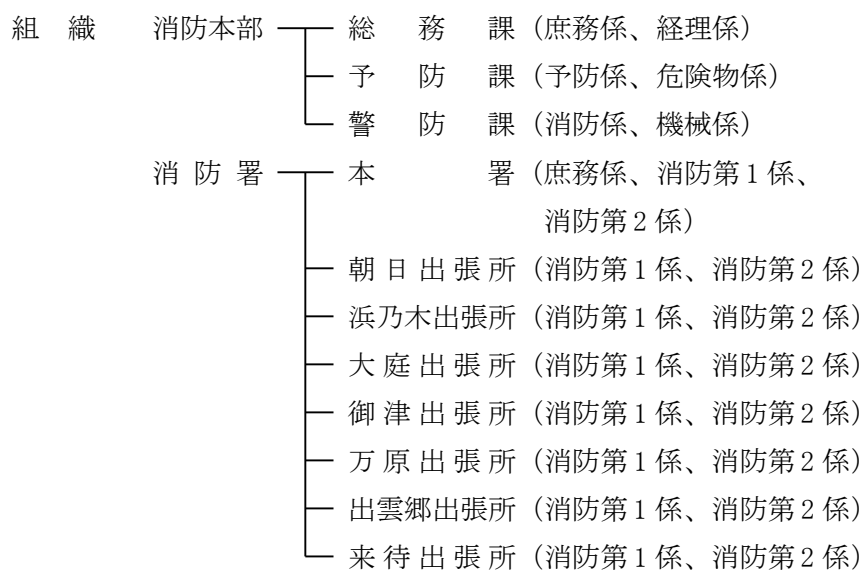 組　織　消防本部　総　務　課（庶務係、経理係）
予　防　課（予防係、危険物係）
警　防　課（消防係、機械係）
消 防 署　本　　　署（庶務係、消防第１係、
消防第２係）
朝 日 出 張 所（消防第１係、消防第２係）
浜乃木出張所（消防第１係、消防第２係）
大 庭 出 張 所（消防第１係、消防第２係）
御 津 出 張 所（消防第１係、消防第２係）
万 原 出 張 所（消防第１係、消防第２係）
出雲郷出張所（消防第１係、消防第２係）
来 待 出 張 所（消防第１係、消防第２係）